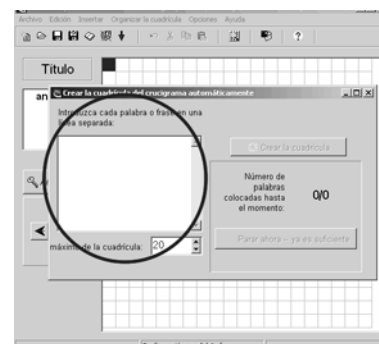 Archivo Edición Insertar Organizar la cuadrícula Opciones Ayuda
Título
an
Crear la cuadrícula del crucigrama automáticamente
Introduzca cada palabra o frase en una
línea separada:
Crear la cuadrícula
Número de
palabras
colocadas hasta
el momento:
0/0
máximo de la cuadrícula:
20
Parar ahora -- ya es suficiente